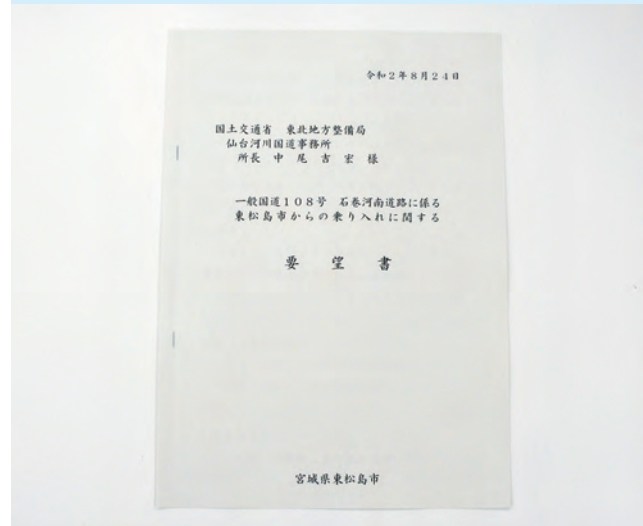 令和2年8月24日
国土交通省 東北地方整備局
仙台河川国道事務所
所長 中尾吉宏様
一般国道108号 石巻河南道路に係る
東松島市からの乗り入れに関する
要望書
宮城県東松島市